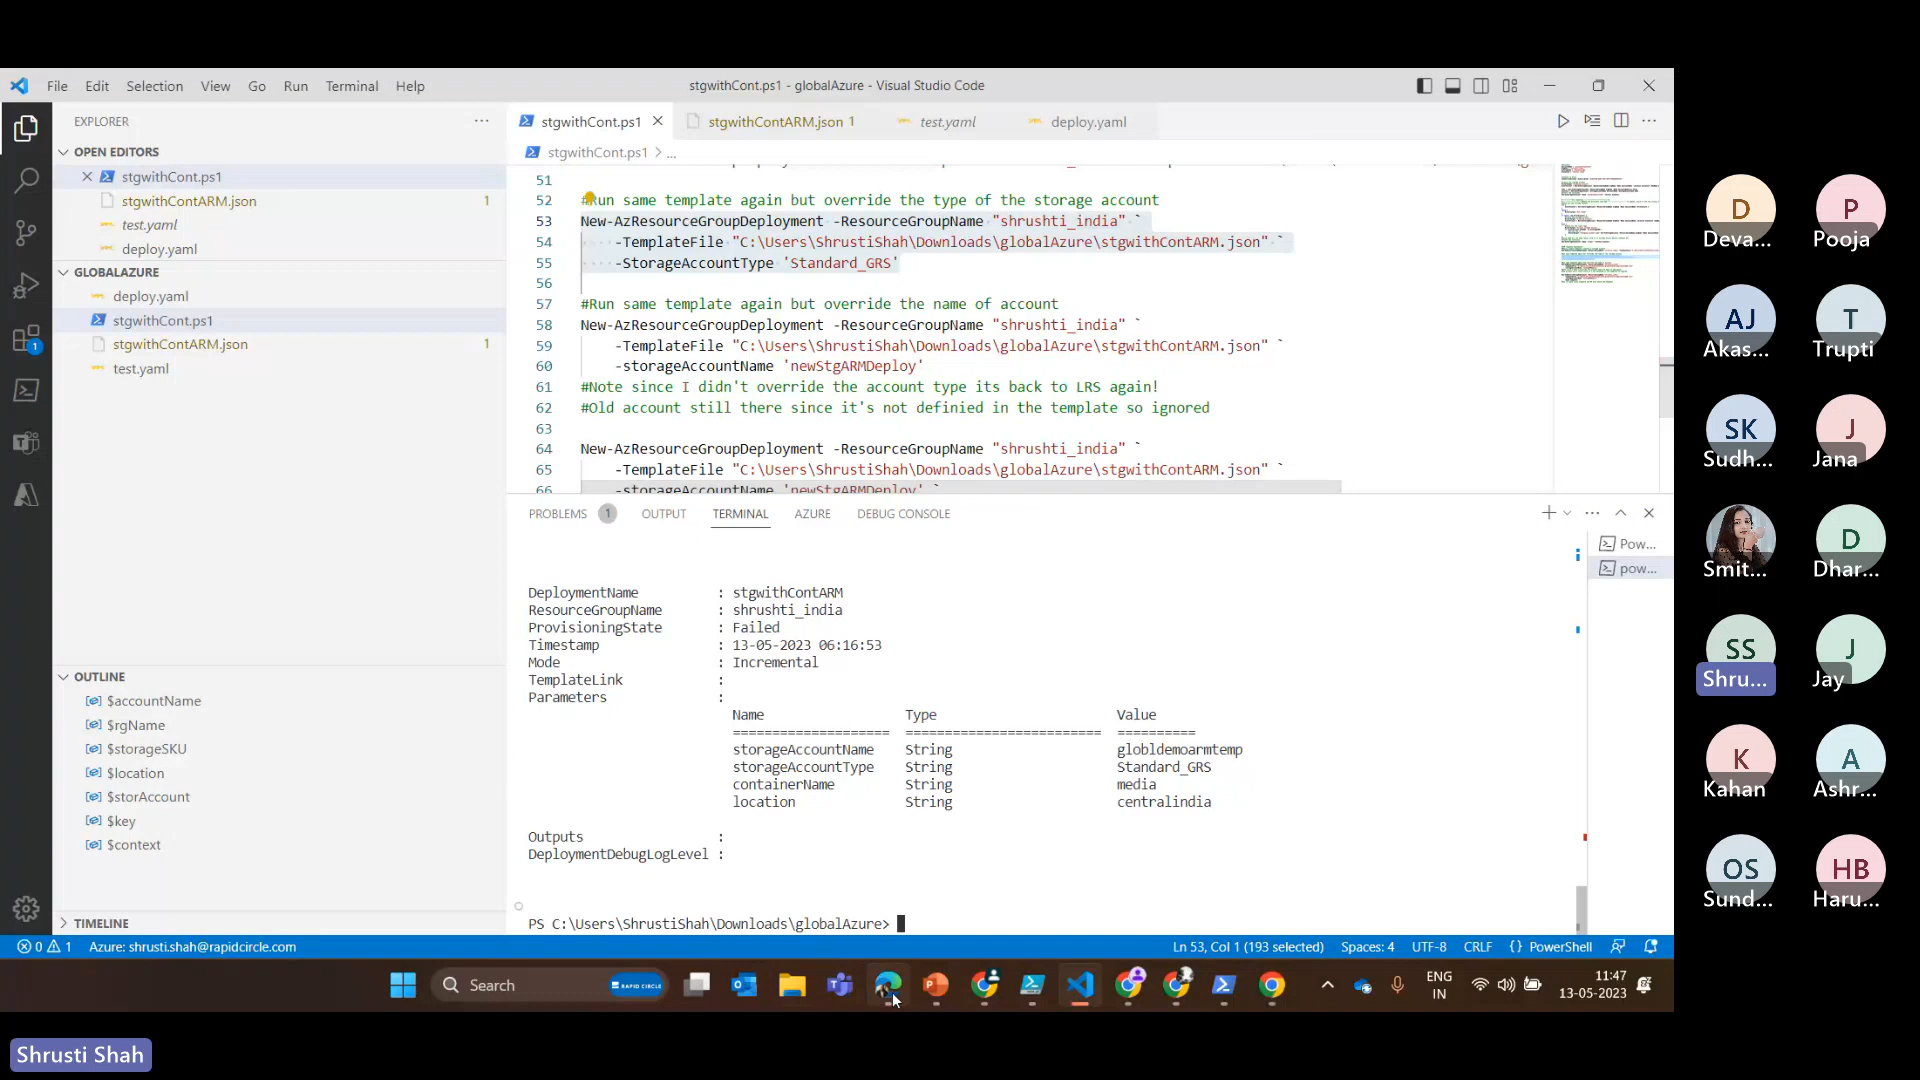 File Edit Selection View Go Run Terminal Help
stgwithCont.ps1 - globalAzure - Visual Studio Code
EXPLORER
OPEN EDITORS
stgwithCont.ps1
stgwithContARM.json 1
test.yaml
deploy.yaml
GLOBALAZURE
deploy.yaml
stgwithCont.ps1
stgwithContARM.json 1
test.yaml
OUTLINE
$accountName
$rgName
$storageSKU
$location
$storAccount
$key
$context
TIMELINE
1
stgwithCont.ps1 stgwithContARM.json 1 test.yaml deploy.yaml
stgwithCont.ps1 > ...
51
52 #Run same template again but override the type of the storage account
53 New-AzResourceGroupDeployment -ResourceGroupName "shrushti_india" `
54 -TemplateFile "C:\Users\ShrustiShah\Downloads\globalAzure\stgwithContARM.json" `
55 -StorageAccountType 'Standard_GRS'
56
57 #Run same template again but override the name of account
58 New-AzResourceGroupDeployment -ResourceGroupName "shrushti_india" `
59 -TemplateFile "C:\Users\ShrustiShah\Downloads\globalAzure\stgwithContARM.json" `
60 -storageAccountName 'newStgARMDeploy'
61 #Note since I didn't override the account type its back to LRS again!
62 #Old account still there since it's not definied in the template so ignored
63
64 New-AzResourceGroupDeployment -ResourceGroupName "shrushti_india" `
65 -TemplateFile "C:\Users\ShrustiShah\Downloads\globalAzure\stgwithContARM.json" `
66 -storageAccountName 'newStgARMDeploy' `
PROBLEMS 1 OUTPUT TERMINAL AZURE DEBUG CONSOLE
Pow...
pow...
DeploymentName : stgwithContARM
ResourceGroupName : shrushti_india
ProvisioningState : Failed
Timestamp : 13-05-2023 06:16:53
Mode : Incremental
TemplateLink :
Parameters :
Name Type Value
==================== ========================= ==========
storageAccountName String globldemoarmtemp
storageAccountType String Standard_GRS
containerName String media
location String centralindia
Outputs :
DeploymentDebugLogLevel :
PS C:\Users\ShrustiShah\Downloads\globalAzure>
0 1 Azure: shrusti.shah@rapidcircle.com
Ln 53, Col 1 (193 selected) Spaces: 4 UTF-8 CRLF {} PowerShell
Search RAPID CIRCLE
ENG
IN
11:47
13-05-2023
D P
Deva... Pooja
AJ T
Akas... Trupti
SK J
Sudh... Jana
D
Smit... Dhar...
SS J
Shru... Jay
K A
Kahan Ashr...
OS HB
Sund... Haru...
Shrusti Shah